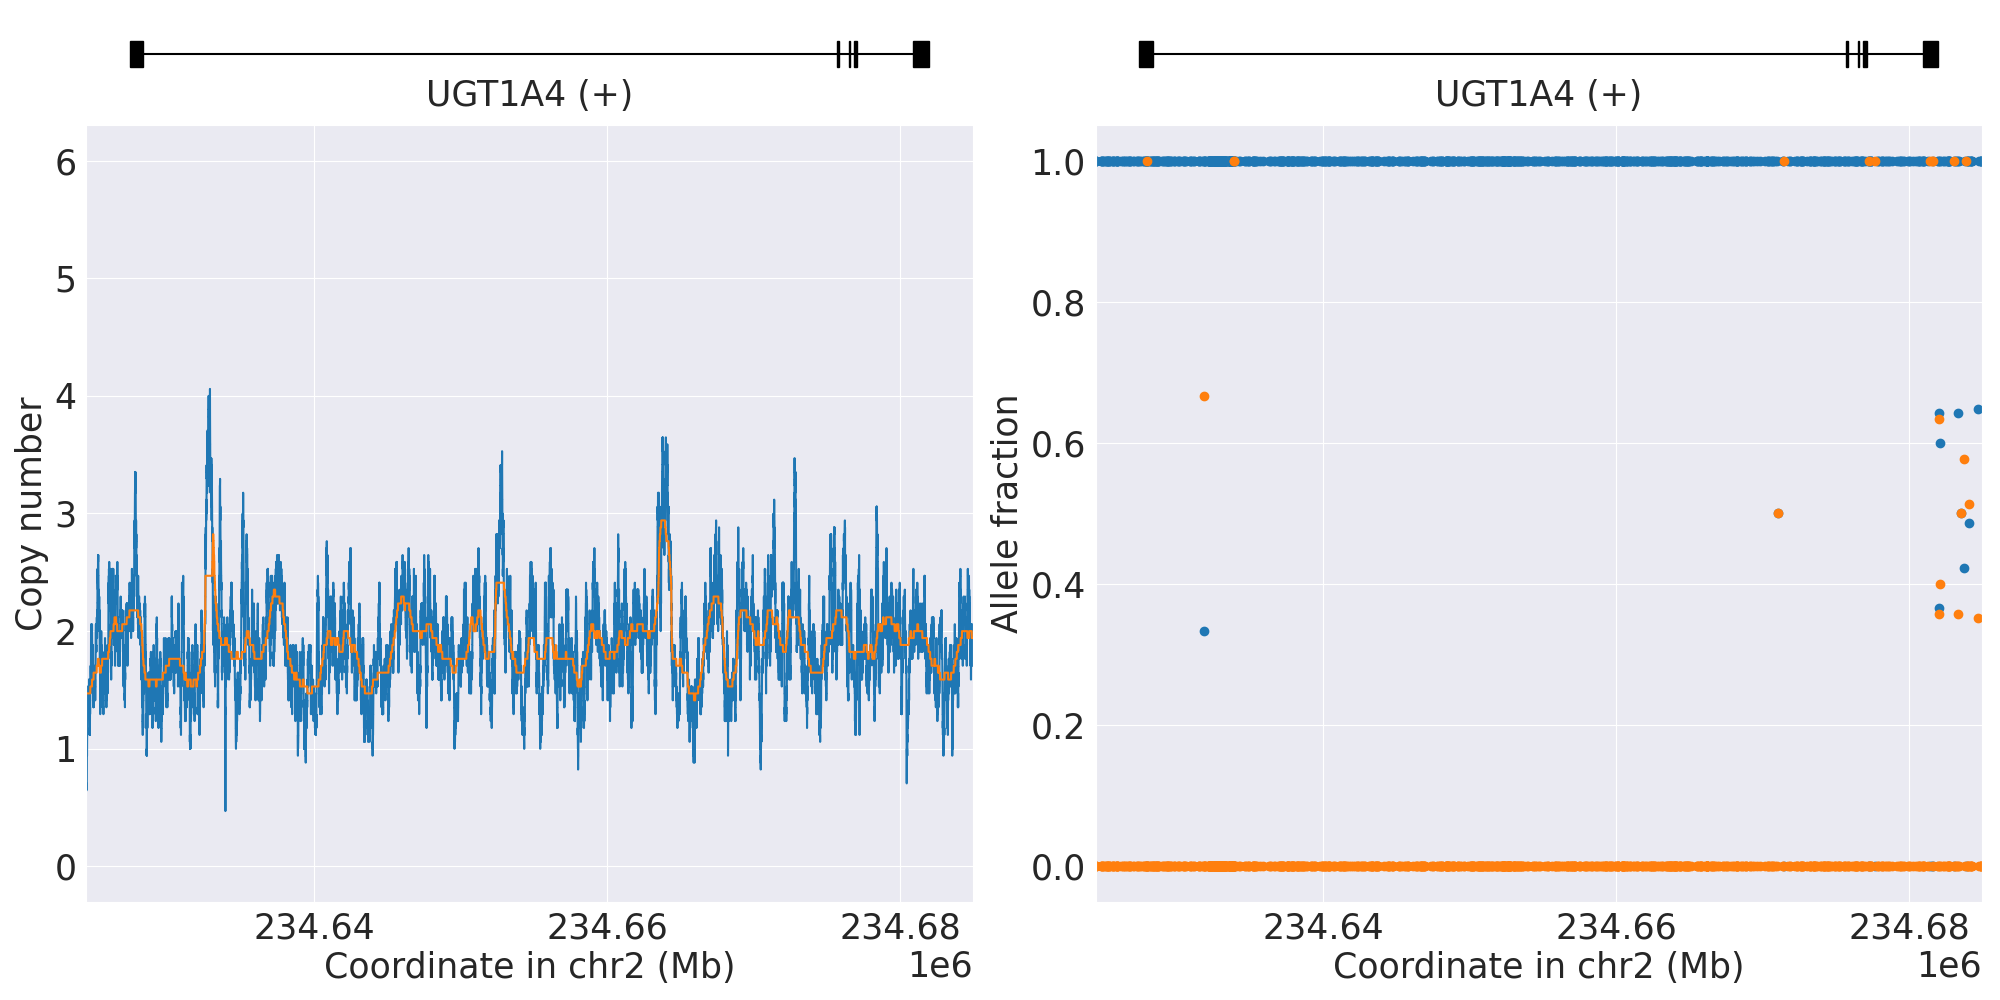 UGT1A4 (+)
6
5
4
3
2
1
0
Copy number
234.64
234.66
234.68
Coordinate in chr2 (Mb)
1e6
UGT1A4 (+)
1.0
0.8
0.6
0.4
0.2
0.0
Allele fraction
234.64
234.66
234.68
Coordinate in chr2 (Mb)
1e6